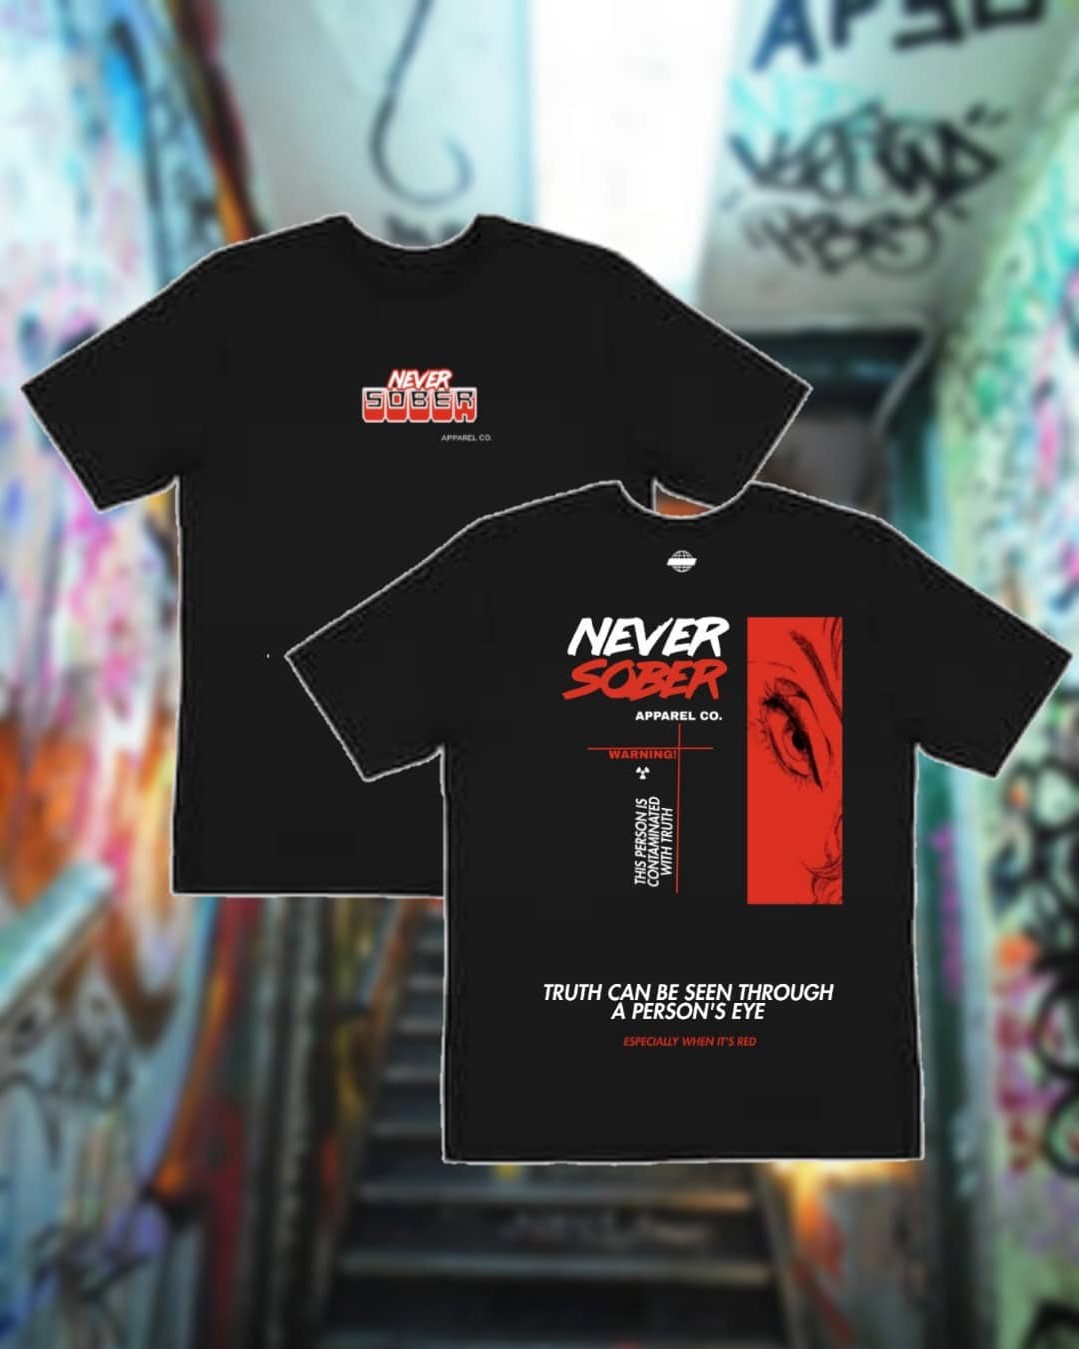 NEVER
SOBER
APPAREL CO.
NEVER
SOBER
APPAREL CO.
WARNING!
THIS PERSON IS
CONTAMINATED
WITH TRUTH
TRUTH CAN BE SEEN THROUGH
A PERSON'S EYE
ESPECIALLY WHEN IT'S RED